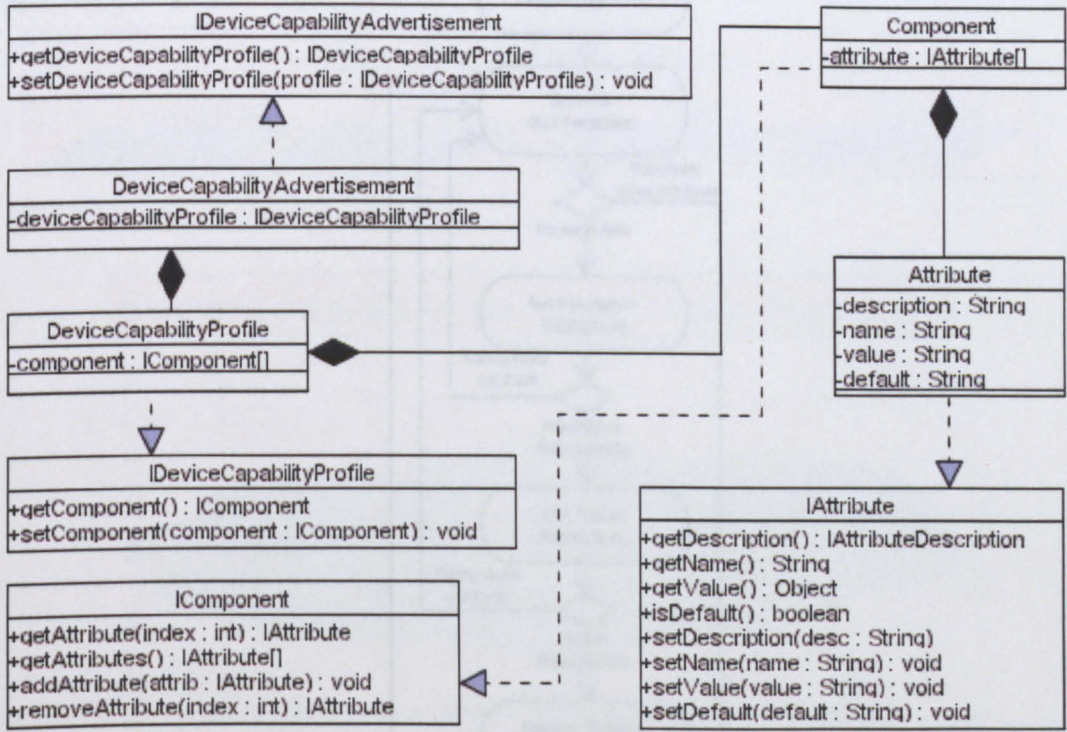 IDeviceCapabilityAdvertisement
+getDeviceCapabilityProfile() : IDeviceCapabilityProfile
+setDeviceCapabilityProfile(profile : IDeviceCapabilityProfile) : void
Component
-attribute : IAttribute[]
DeviceCapabilityAdvertisement
-deviceCapabilityProfile : IDeviceCapabilityProfile
DeviceCapabilityProfile
-component : IComponent[]
Attribute
-description : String
-name : String
-value : String
-default : String
IDeviceCapabilityProfile
+getComponent() : IComponent
+setComponent(component : IComponent) : void
IAttribute
+getDescription() : IAttributeDescription
+getName() : String
+getValue() : Object
+isDefault() : boolean
+setDescription(desc : String)
+setName(name : String) : void
+setValue(value : String) : void
+setDefault(default : String) : void
IComponent
+getAttribute(index : int) : IAttribute
+getAttributes() : IAttribute[]
+addAttribute(attrib : IAttribute) : void
+removeAttribute(index : int) : IAttribute